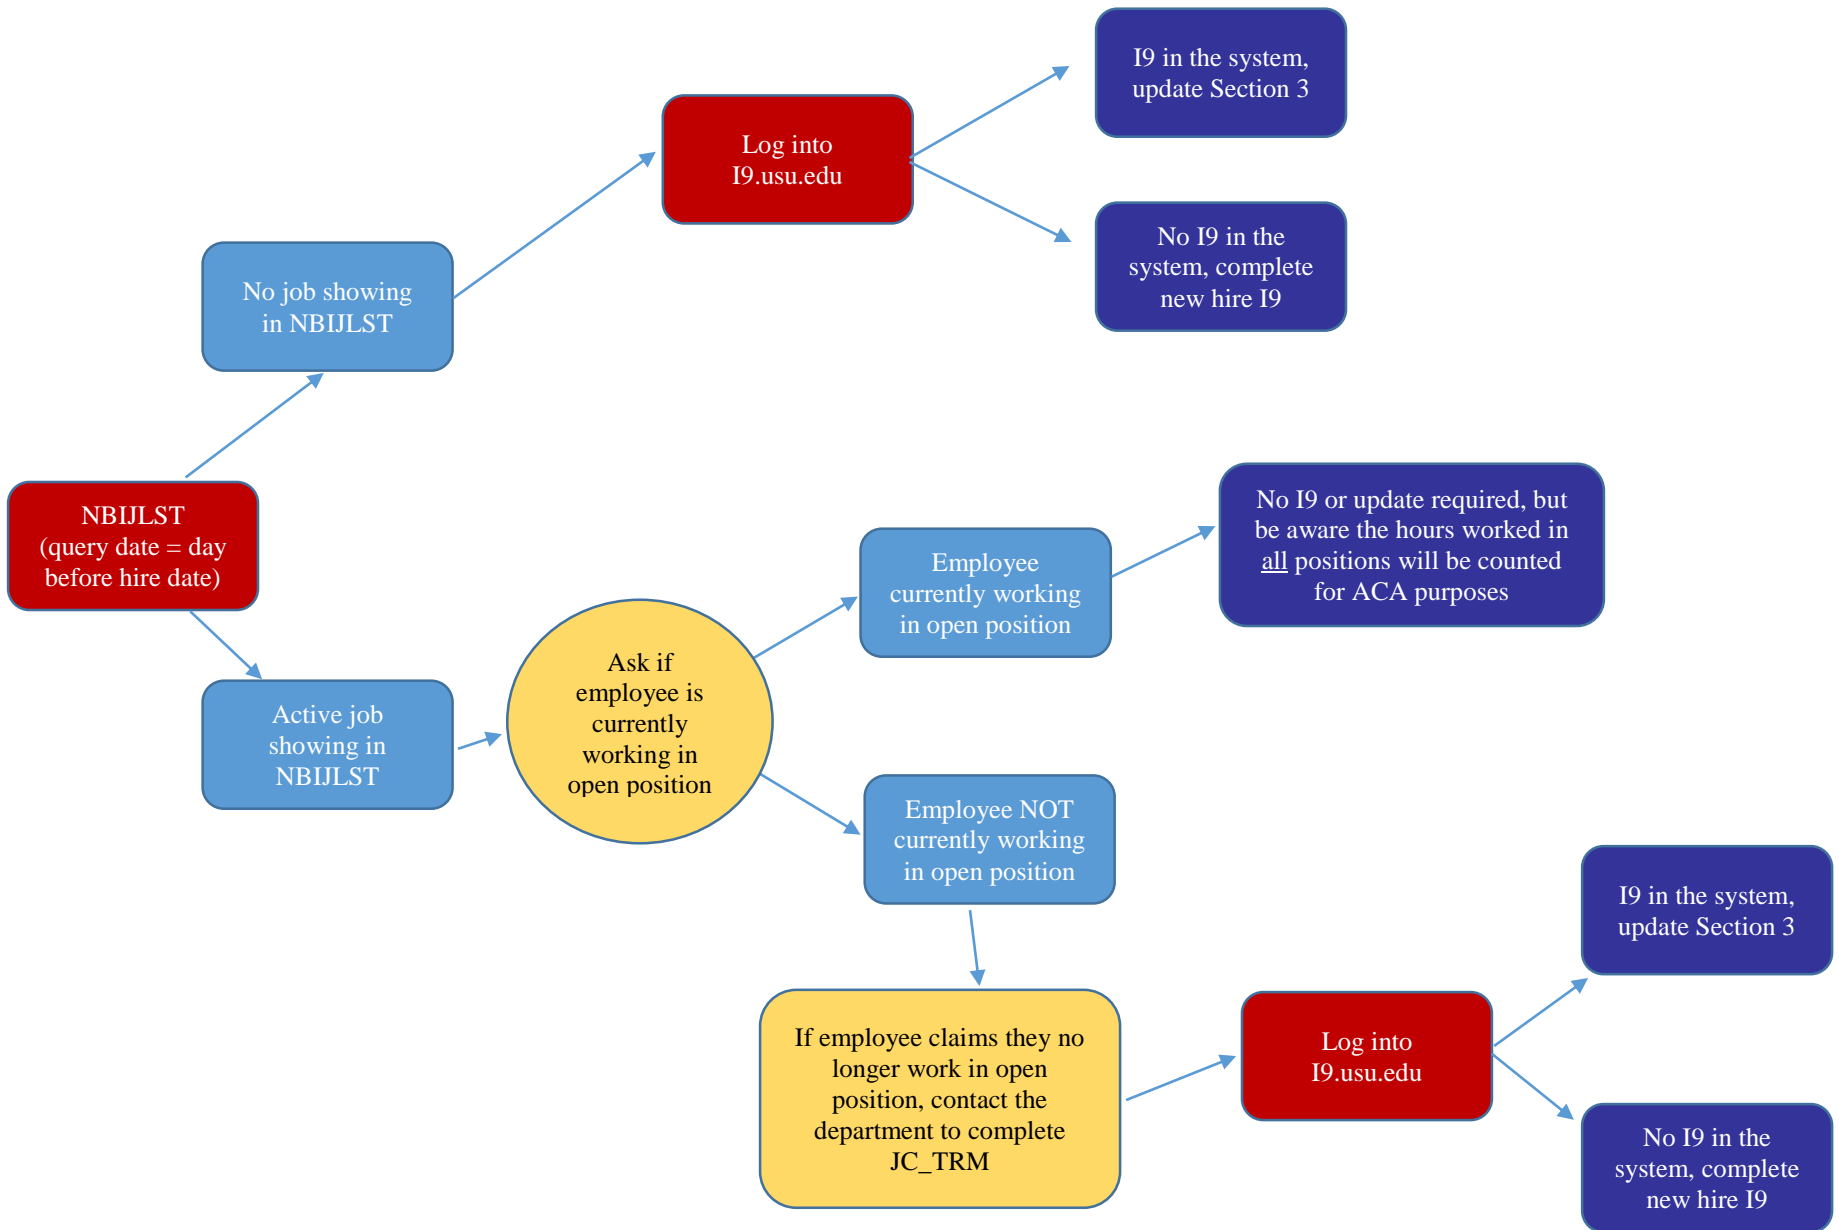 I9 in the system,
update Section 3
Log into
I9.usu.edu
No I9 in the
system, complete
new hire I9
No job showing
in NBIJLST
NBIJLST
(query date = day
before hire date)
No I9 or update required, but
be aware the hours worked in
all positions will be counted
for ACA purposes
Employee
currently working
in open position
Ask if
employee is
currently
working in
open position
Active job
showing in
NBIJLST
Employee NOT
currently working
in open position
I9 in the system,
update Section 3
If employee claims they no
longer work in open
position, contact the
department to complete
JC_TRM
Log into
I9.usu.edu
No I9 in the
system, complete
new hire I9